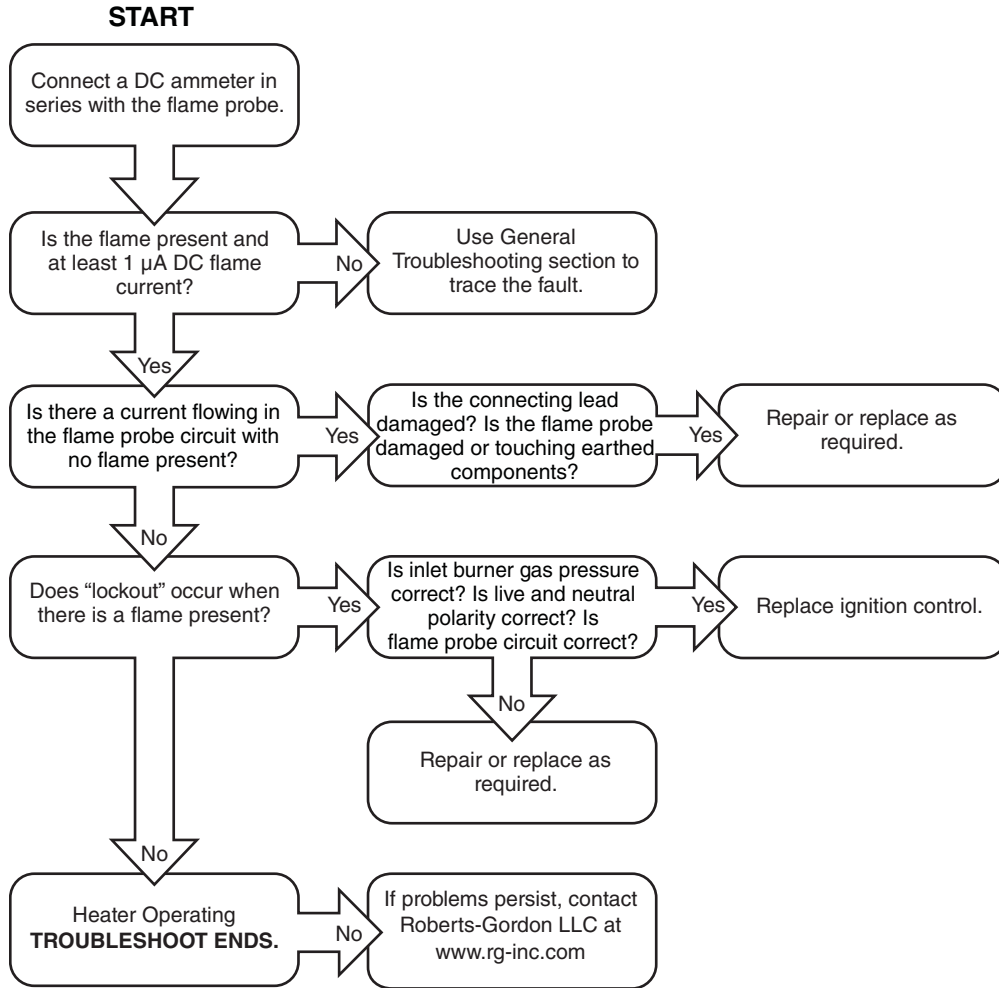 START
Connect a DC ammeter in
series with the flame probe.
Is the flame present and
at least 1 µA DC flame
current?
No
Use General
Troubleshooting section to
trace the fault.
Yes
Is there a current flowing in
the flame probe circuit with
no flame present?
Yes
Is the connecting lead
damaged? Is the flame probe
damaged or touching earthed
components?
Yes
Repair or replace as
required.
No
Does “lockout” occur when
there is a flame present?
Yes
Is inlet burner gas pressure
correct? Is live and neutral
polarity correct? Is
flame probe circuit correct?
Yes
Replace ignition control.
No
Repair or replace as
required.
No
Heater Operating
TROUBLESHOOT ENDS.
No
If problems persist, contact
Roberts-Gordon LLC at
www.rg-inc.com